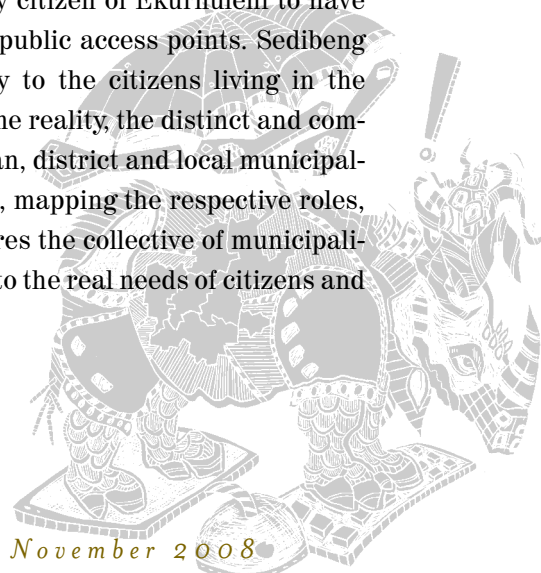 y citizen of Ekurhuleni to have
public access points. Sedibeng
y to the citizens living in the
ne reality, the distinct and com-
an, district and local municipal-
, mapping the respective roles,
res the collective of municipali-
to the real needs of citizens and
November 2008